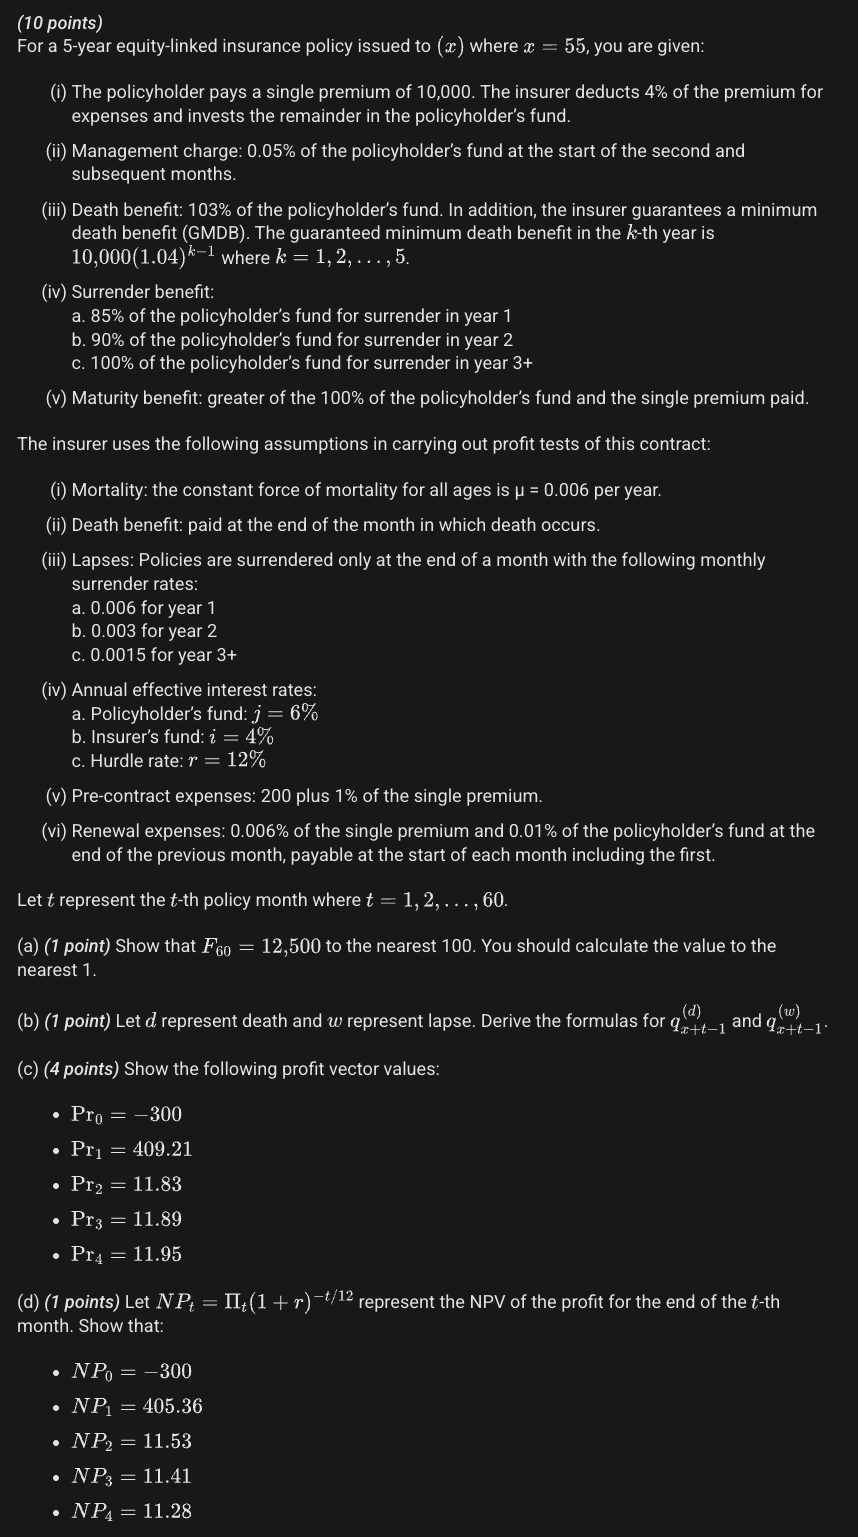 (10 points)
For a 5-year equity-linked insurance policy issued to (x) where x = 55, you are given:
(i) The policyholder pays a single premium of 10,000. The insurer deducts 4% of the premium for
expenses and invests the remainder in the policyholder's fund.
(ii) Management charge: 0.05% of the policyholder's fund at the start of the second and
subsequent months.
(iii) Death benefit: 103% of the policyholder's fund. In addition, the insurer guarantees a minimum
death benefit (GMDB). The guaranteed minimum death benefit in the k-th year is
10,000(1.04)^{k−1} where k = 1, 2, . . . , 5.
(iv) Surrender benefit:
a. 85% of the policyholder's fund for surrender in year 1
b. 90% of the policyholder's fund for surrender in year 2
c. 100% of the policyholder's fund for surrender in year 3+
(v) Maturity benefit: greater of the 100% of the policyholder's fund and the single premium paid.
The insurer uses the following assumptions in carrying out profit tests of this contract:
(i) Mortality: the constant force of mortality for all ages is μ = 0.006 per year.
(ii) Death benefit: paid at the end of the month in which death occurs.
(iii) Lapses: Policies are surrendered only at the end of a month with the following monthly
surrender rates:
a. 0.006 for year 1
b. 0.003 for year 2
c. 0.0015 for year 3+
(iv) Annual effective interest rates:
a. Policyholder's fund: j = 6%
b. Insurer's fund: i = 4%
c. Hurdle rate: r = 12%
(v) Pre-contract expenses: 200 plus 1% of the single premium.
(vi) Renewal expenses: 0.006% of the single premium and 0.01% of the policyholder's fund at the
end of the previous month, payable at the start of each month including the first.
Let t represent the t-th policy month where t = 1, 2, . . . , 60.
(a) (1 point) Show that F_{60} = 12,500 to the nearest 100. You should calculate the value to the
nearest 1.
(b) (1 point) Let d represent death and w represent lapse. Derive the formulas for q_{x+t−1}^{(d)} and q_{x+t−1}^{(w)}.
(c) (4 points) Show the following profit vector values:
• Pr_0 = −300
• Pr_1 = 409.21
• Pr_2 = 11.83
• Pr_3 = 11.89
• Pr_4 = 11.95
(d) (1 points) Let NP_t = Π_t(1 + r)^{−t/12} represent the NPV of the profit for the end of the t-th
month. Show that:
• NP_0 = −300
• NP_1 = 405.36
• NP_2 = 11.53
• NP_3 = 11.41
• NP_4 = 11.28